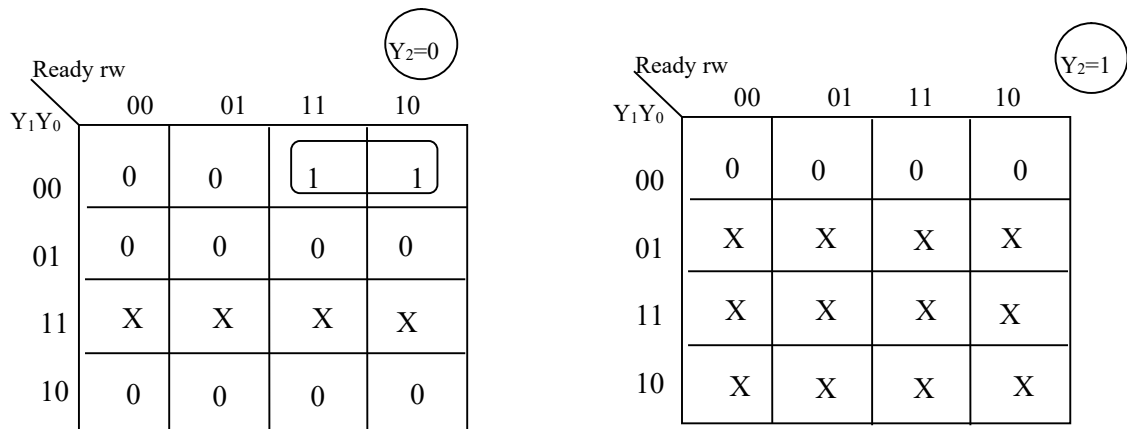 Y₂=0
Ready rw
Y₁Y₀
00 01 11 10
00 0 0 1 1
01 0 0 0 0
11 X X X X
10 0 0 0 0
Y₂=1
Ready rw
Y₁Y₀
00 01 11 10
00 0 0 0 0
01 X X X X
11 X X X X
10 X X X X